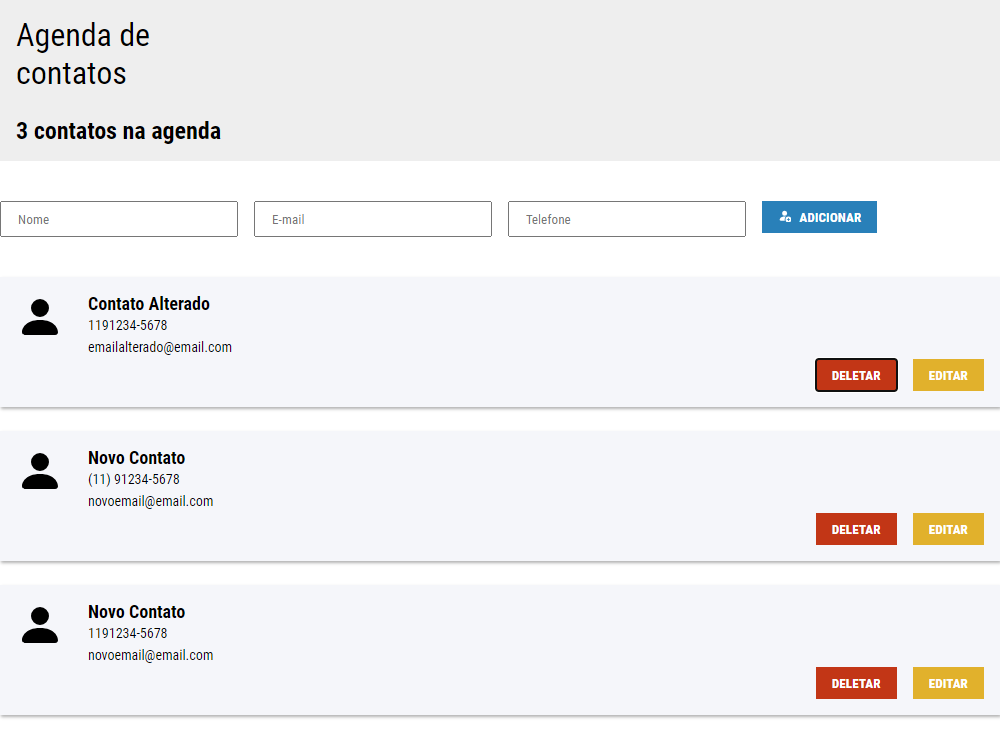 Agenda de
contatos
3 contatos na agenda
Nome
E-mail
Telefone
ADICIONAR
Contato Alterado
1191234-5678
emailalterado@email.com
DELETAR
EDITAR
Novo Contato
(11) 91234-5678
novoemail@email.com
DELETAR
EDITAR
Novo Contato
1191234-5678
novoemail@email.com
DELETAR
EDITAR